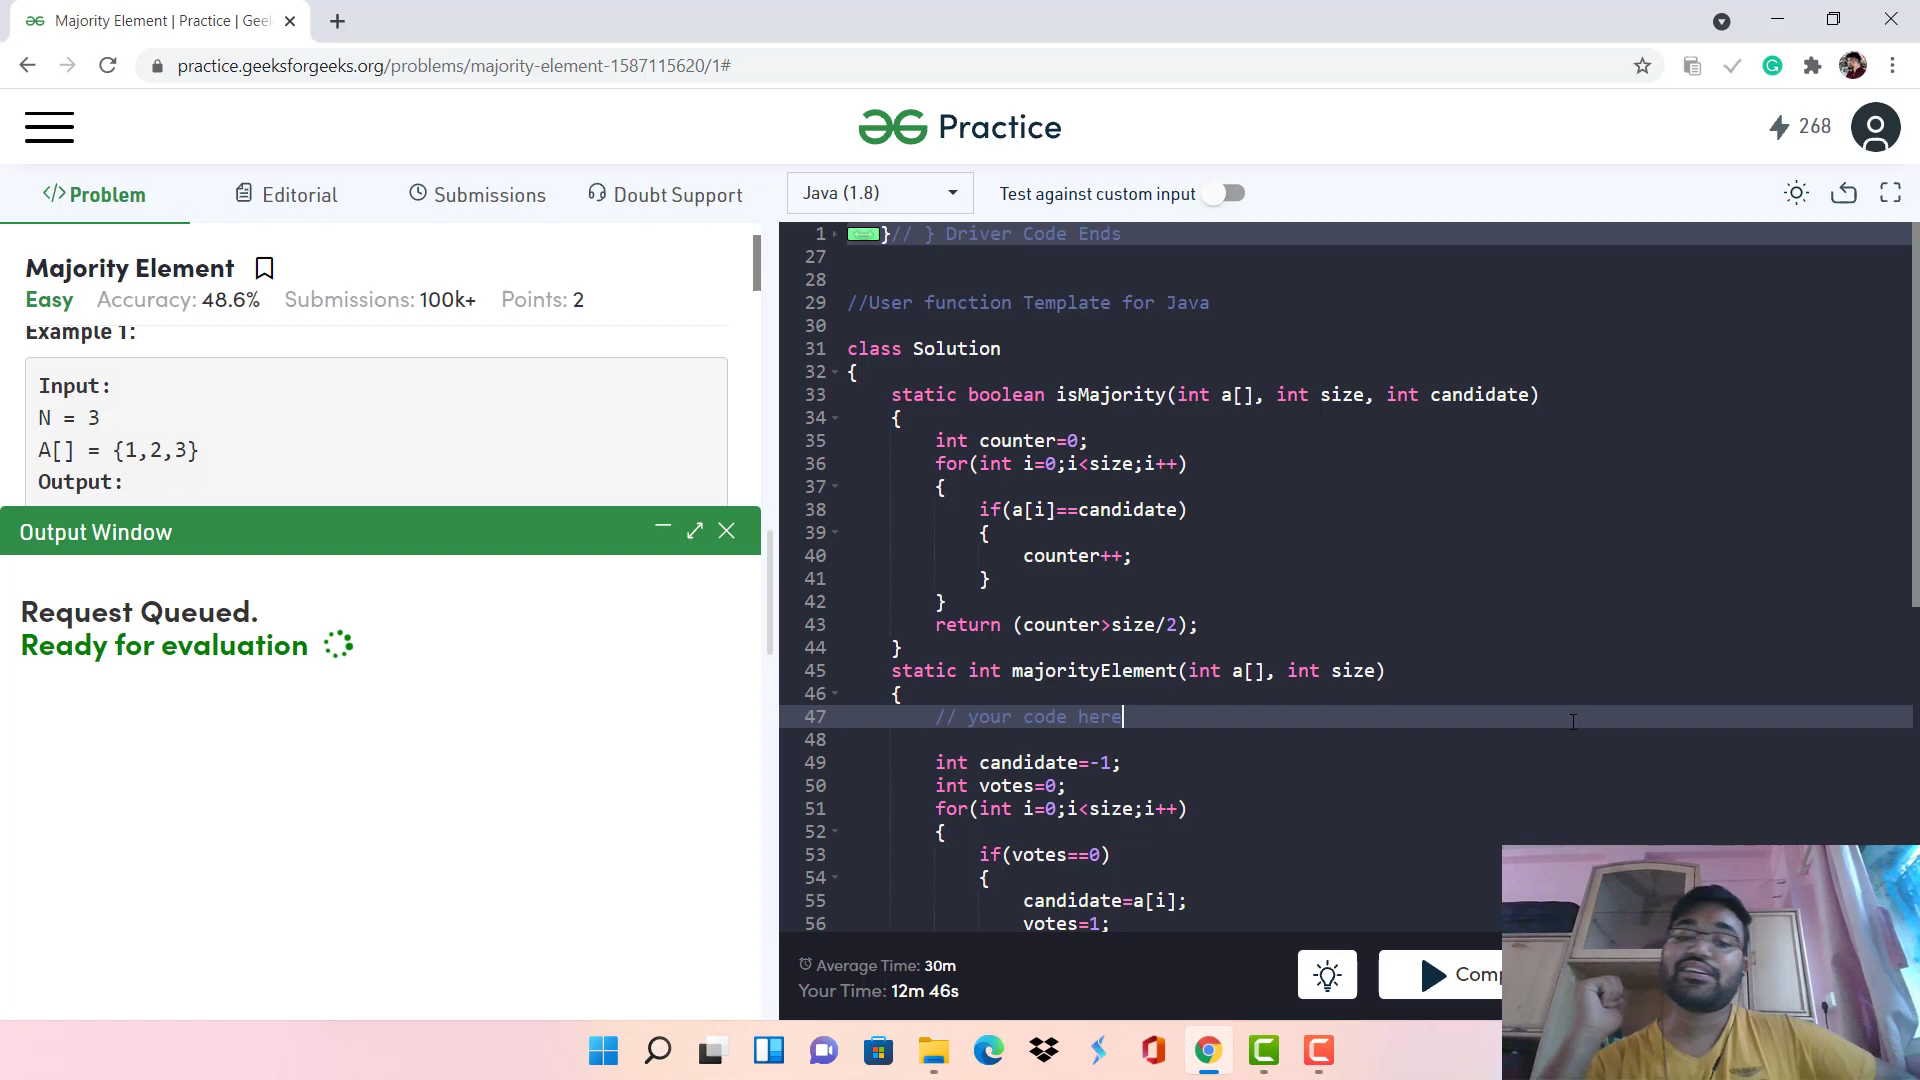 Majority Element | Practice | Geek
practice.geeksforgeeks.org/problems/majority-element-1587115620/1#
Practice
268
</> Problem
Editorial
Submissions
Doubt Support
Java (1.8)
Test against custom input
Majority Element
Easy Accuracy: 48.6% Submissions: 100k+ Points: 2
Example 1:
Input:
N = 3
A[] = {1,2,3}
Output:
Output Window
Request Queued.
Ready for evaluation
1 }// } Driver Code Ends
27
28
29 //User function Template for Java
30
31 class Solution
32 {
33 static boolean isMajority(int a[], int size, int candidate)
34 {
35 int counter=0;
36 for(int i=0;i<size;i++)
37 {
38 if(a[i]==candidate)
39 {
40 counter++;
41 }
42 }
43 return (counter>size/2);
44 }
45 static int majorityElement(int a[], int size)
46 {
47 // your code here
48
49 int candidate=-1;
50 int votes=0;
51 for(int i=0;i<size;i++)
52 {
53 if(votes==0)
54 {
55 candidate=a[i];
56 votes=1;
Average Time: 30m
Your Time: 12m 46s
Comp